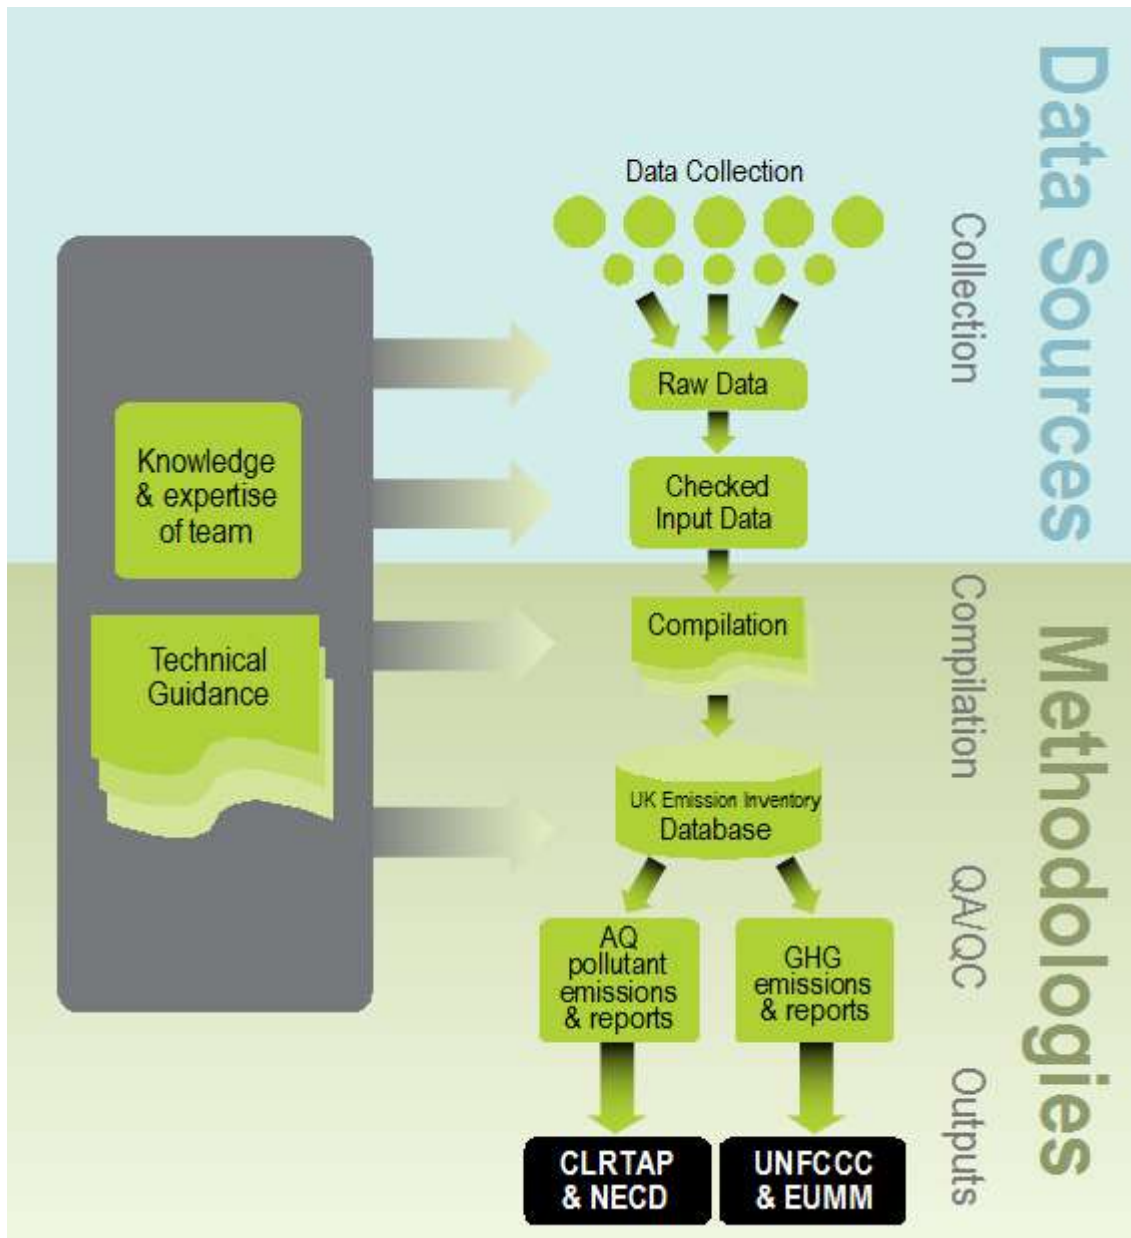 Data Sources
Methodologies
Collection
Compilation
QA/QC
Outputs
Data Collection
Raw Data
Checked
Input Data
Compilation
UK Emission Inventory
Database
AQ
pollutant
emissions
& reports
GHG
emissions
& reports
CLRTAP
& NECD
UNFCCC
& EUMM
Knowledge
& expertise
of team
Technical
Guidance